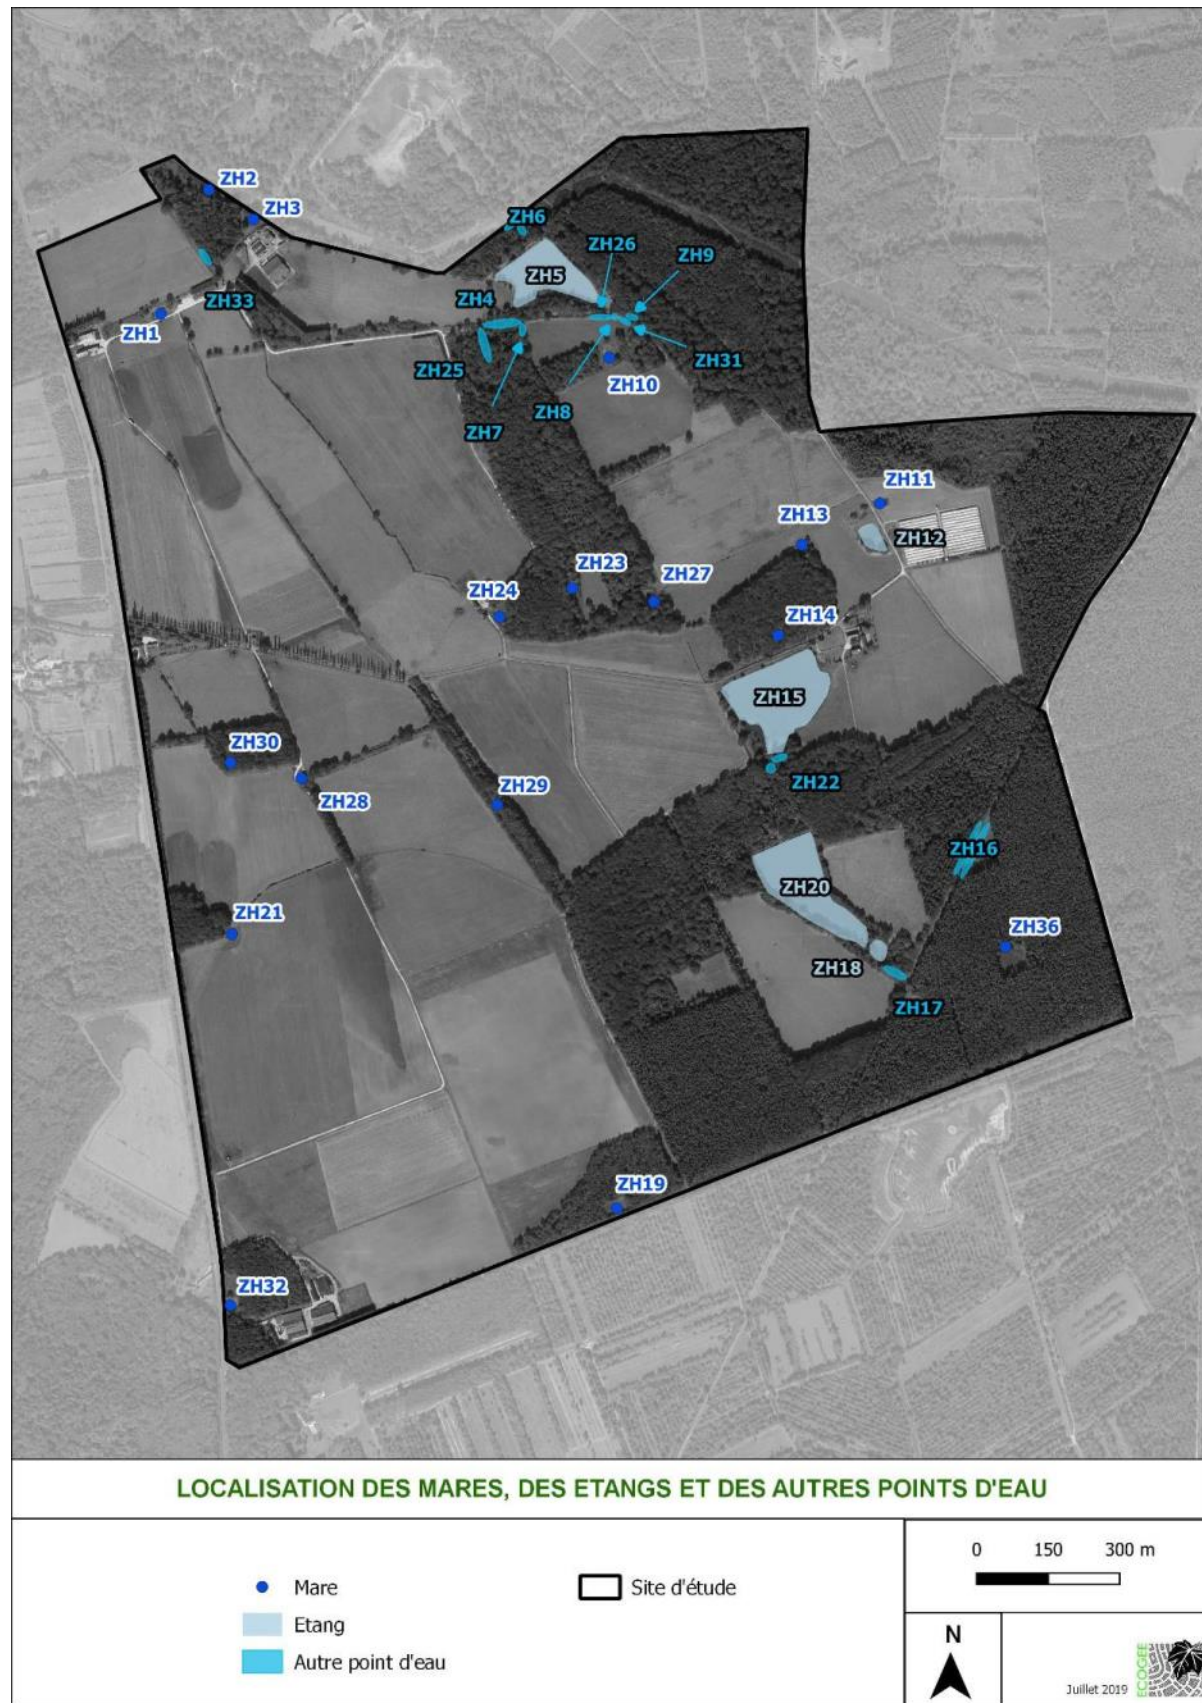 ZH2
ZH3
ZH6
ZH26
ZH9
ZH5
ZH4
ZH33
ZH1
ZH25
ZH31
ZH10
ZH8
ZH7
ZH11
ZH13
ZH12
ZH23
ZH27
ZH24
ZH14
ZH15
ZH30
ZH22
ZH28
ZH29
ZH16
ZH20
ZH21
ZH36
ZH18
ZH17
ZH19
ZH32
LOCALISATION DES MARES, DES ETANGS ET DES AUTRES POINTS D'EAU
Mare
Etang
Autre point d'eau
Site d'étude
0 150 300 m
N
Juillet 2019
ECOGEE